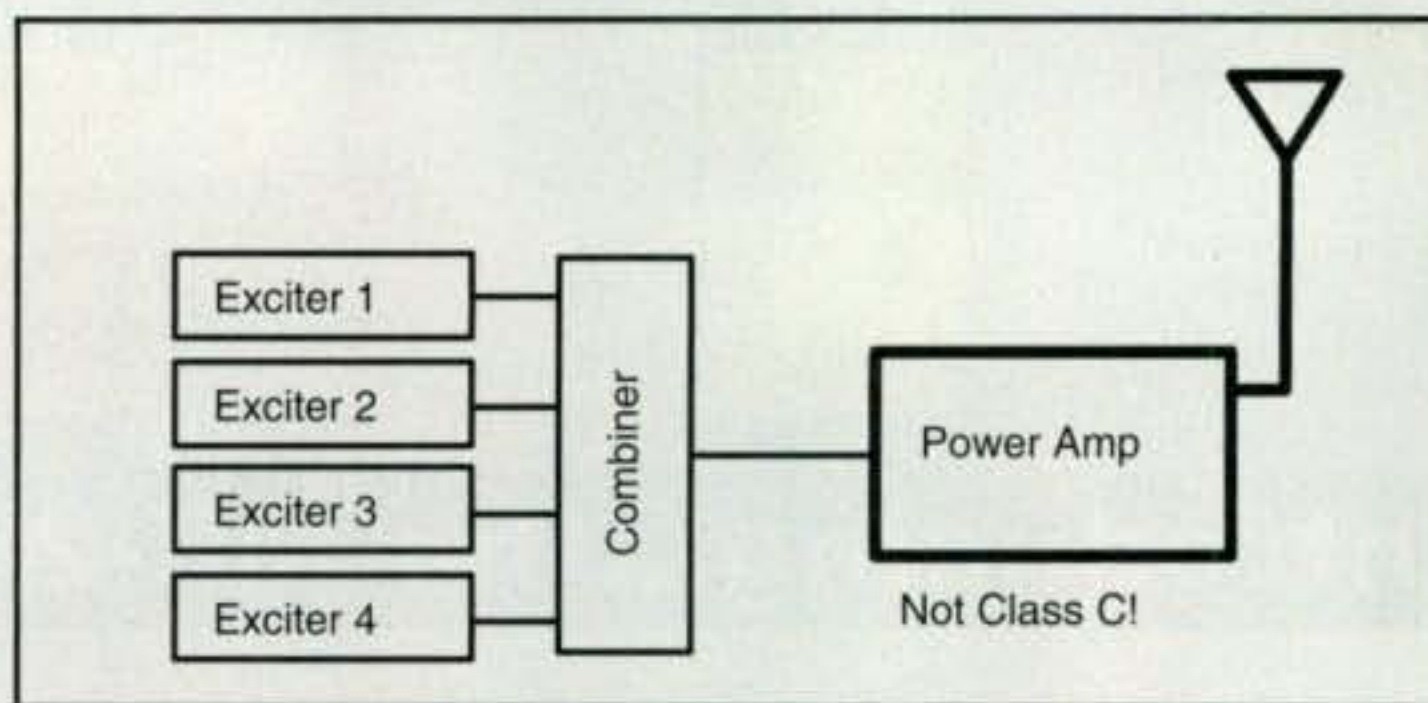 Exciter 1
Exciter 2
Exciter 3
Exciter 4
Combiner
Power Amp
Not Class C!